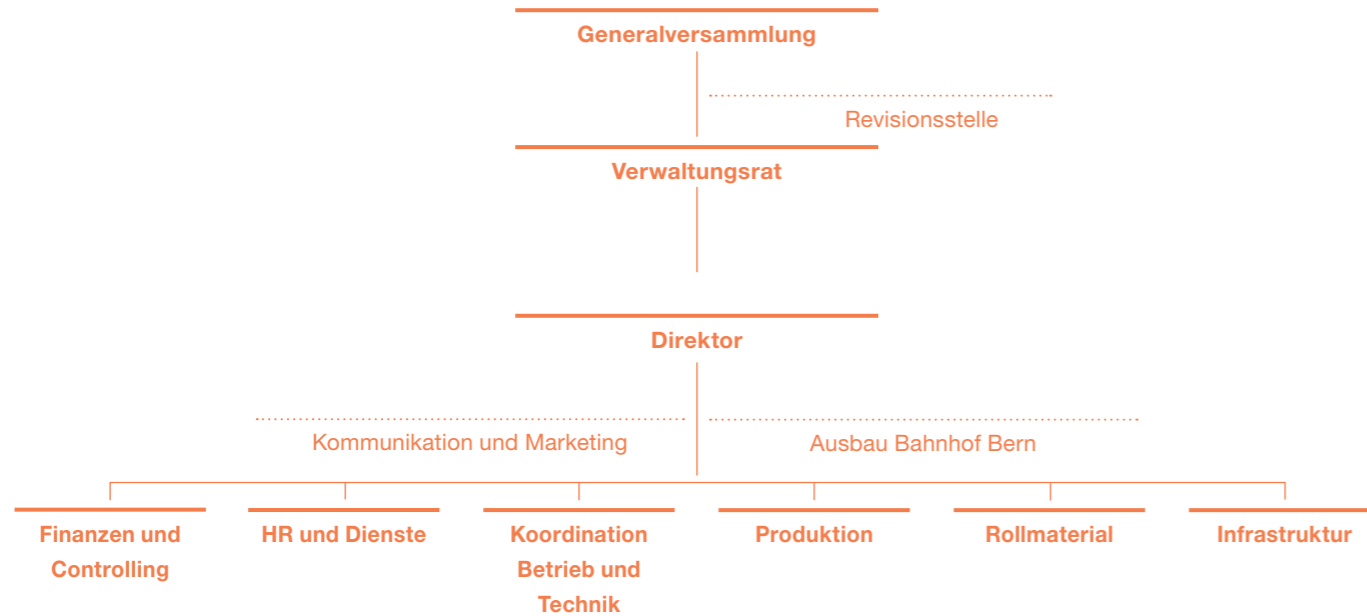 Generalversammlung
Revisionsstelle
Verwaltungsrat
Direktor
Kommunikation und Marketing
Ausbau Bahnhof Bern
Finanzen und
Controlling
HR und Dienste
Koordination
Betrieb und
Technik
Produktion
Rollmaterial
Infrastruktur